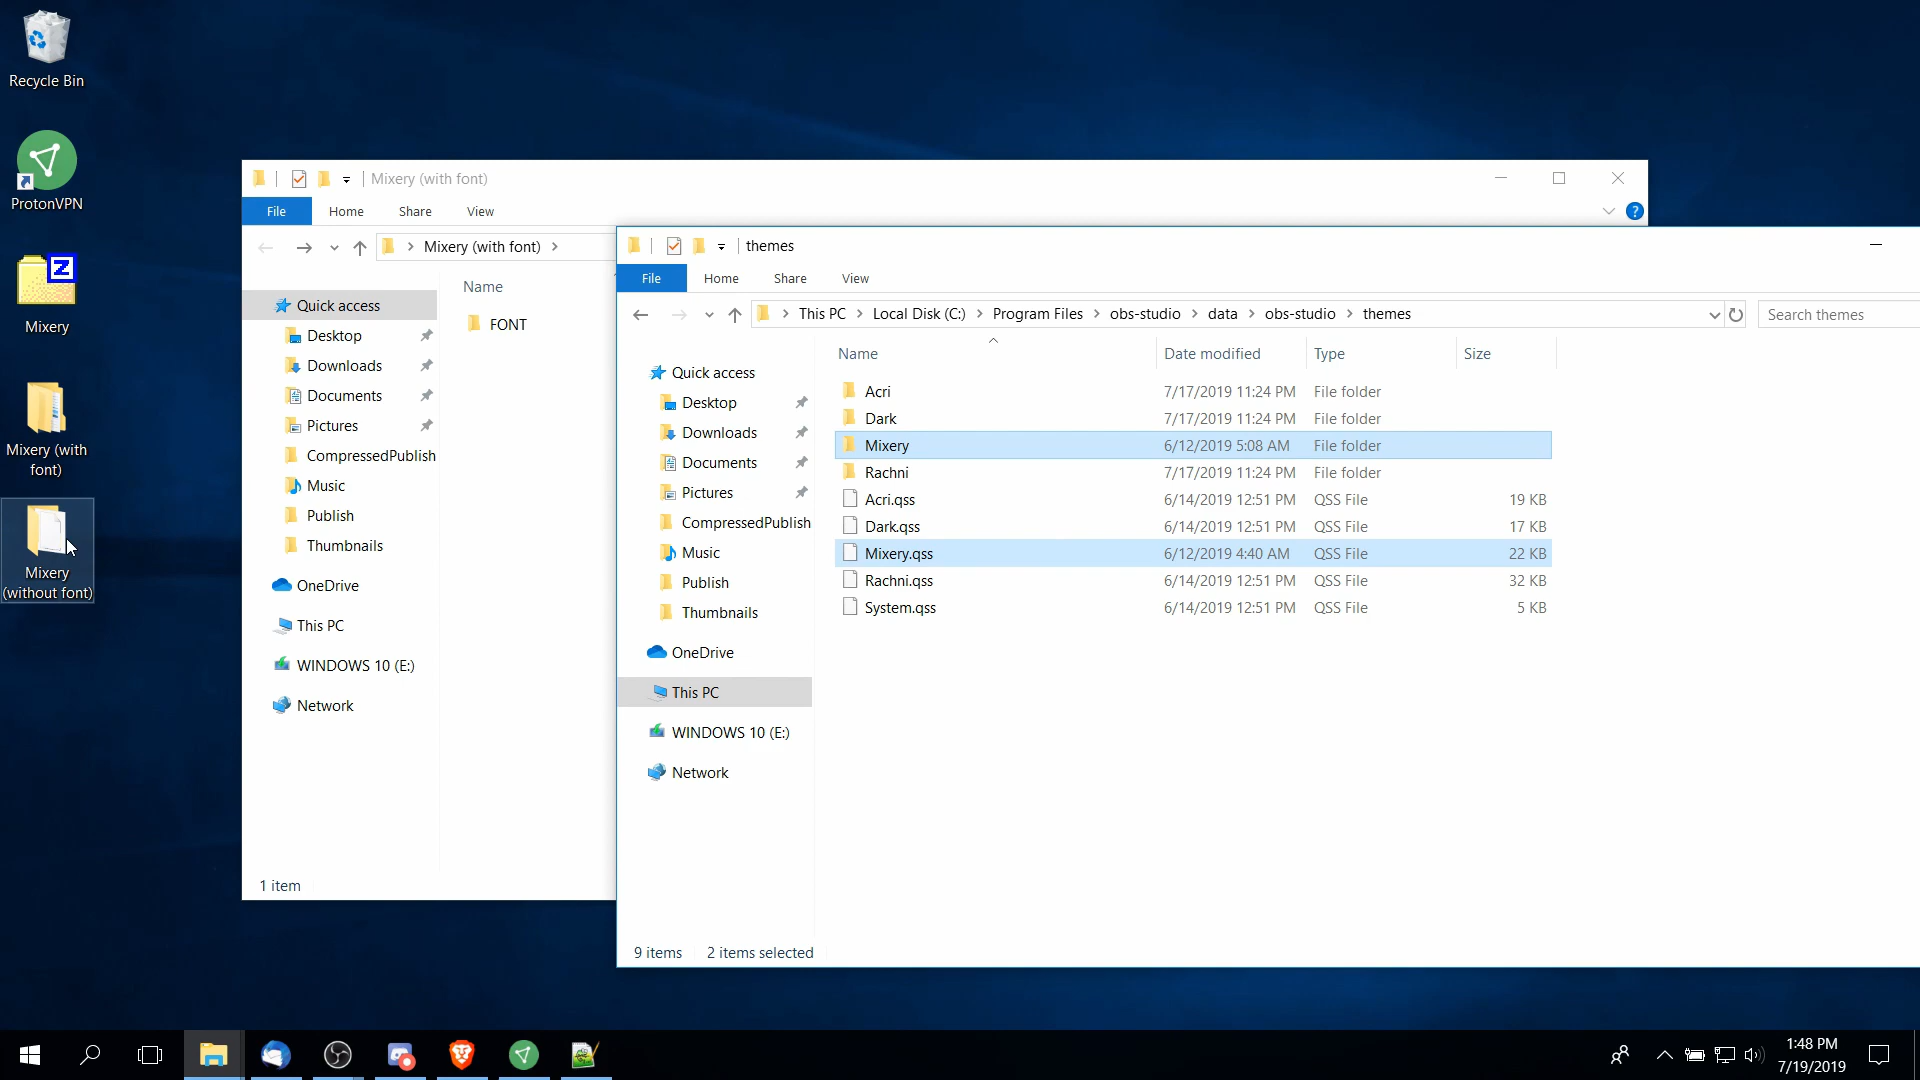 Recycle Bin
ProtonVPN
Z
Mixery
Mixery (with
font)
Mixery
(without font)
Mixery (with font)
File Home Share View
?
Mixery (with font)
Quick access
Desktop
Downloads
Documents
Pictures
CompressedPublish
Music
Publish
Thumbnails
OneDrive
This PC
WINDOWS 10 (E:)
Network
Name
FONT
1 item
themes
File Home Share View
This PC Local Disk (C:) Program Files obs-studio data obs-studio themes
Search themes
Quick access
Desktop
Downloads
Documents
Pictures
CompressedPublish
Music
Publish
Thumbnails
OneDrive
This PC
WINDOWS 10 (E:)
Network
Name Date modified Type Size
Acri 7/17/2019 11:24 PM File folder
Dark 7/17/2019 11:24 PM File folder
Mixery 6/12/2019 5:08 AM File folder
Rachni 7/17/2019 11:24 PM File folder
Acri.qss 6/14/2019 12:51 PM QSS File 19 KB
Dark.qss 6/14/2019 12:51 PM QSS File 17 KB
Mixery.qss 6/12/2019 4:40 AM QSS File 22 KB
Rachni.qss 6/14/2019 12:51 PM QSS File 32 KB
System.qss 6/14/2019 12:51 PM QSS File 5 KB
9 items 2 items selected
1:48 PM
7/19/2019